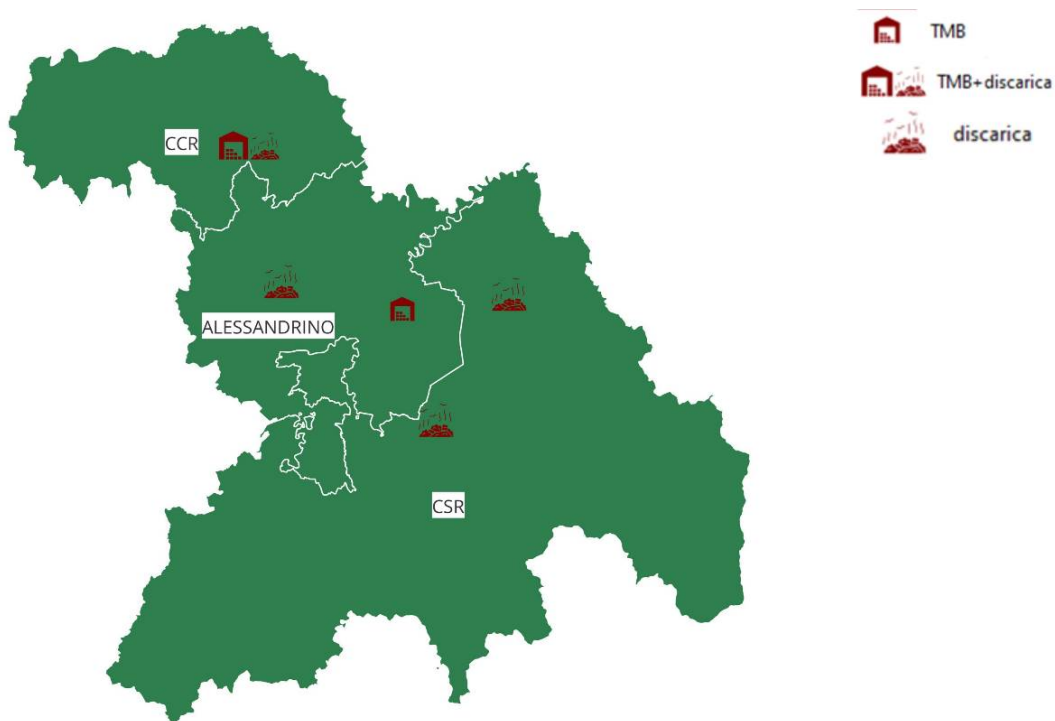 TMB
TMB+discarica
discarica
CCR
ALESSANDRINO
CSR